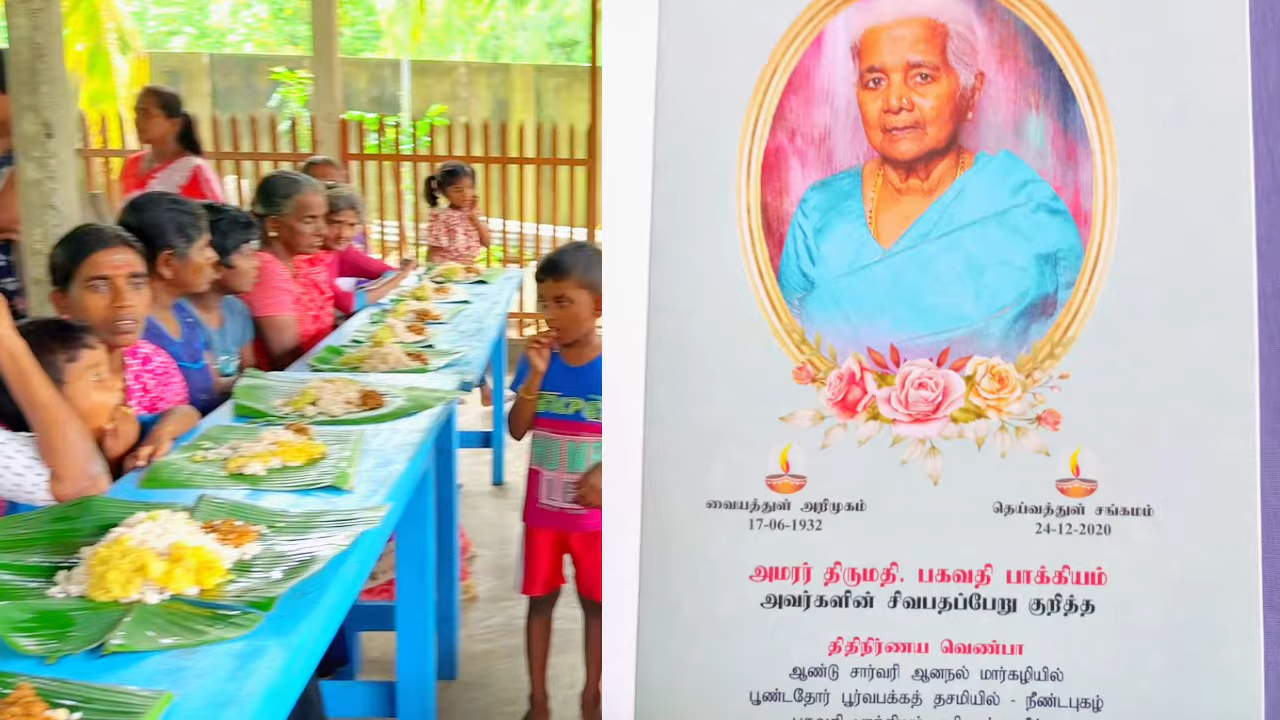 வையத்துள் அறிமுகம்
17-06-1932
தெய்வத்துள் சங்கமம்
24-12-2020
அமரர் திருமதி. பகவதி பாக்கியம்
அவர்களின் சிவபதப்பேறு குறித்த
திதிநிர்ணய வெண்பா
ஆண்டு சார்வரி ஆனநல் மார்கழியில்
பூண்டதோர் பூர்வபக்கத் தசமியில் - நீண்டபுகழ்